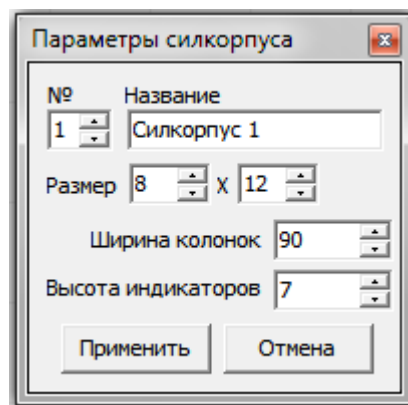 Параметры силкорпуса
№ Название
1 Силкорпус 1
Размер 8 X 12
Ширина колонок 90
Высота индикаторов 7
Применить Отмена